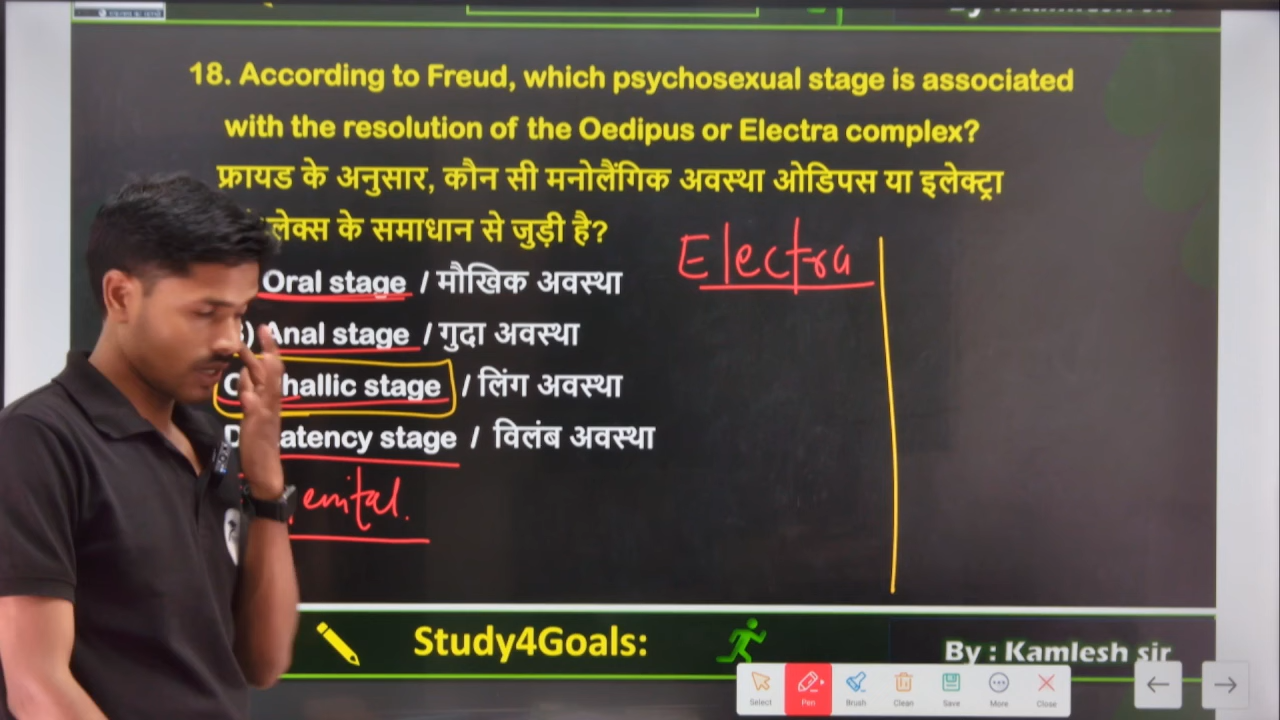 18. According to Freud, which psychosexual stage is associated
with the resolution of the Oedipus or Electra complex?
फ्रायड के अनुसार, कौन सी मनोलैंगिक अवस्था ओडिपस या इलेक्ट्रा
के समाधान से जुड़ी है?
Electra
Oral stage / मौखिक अवस्था
Anal stage / गुदा अवस्था
hallic stage / लिंग अवस्था
D atency stage / विलंब अवस्था
enital.
Study4Goals:
By : Kamlesh sir
Select Pen Brush Clean Save More Close